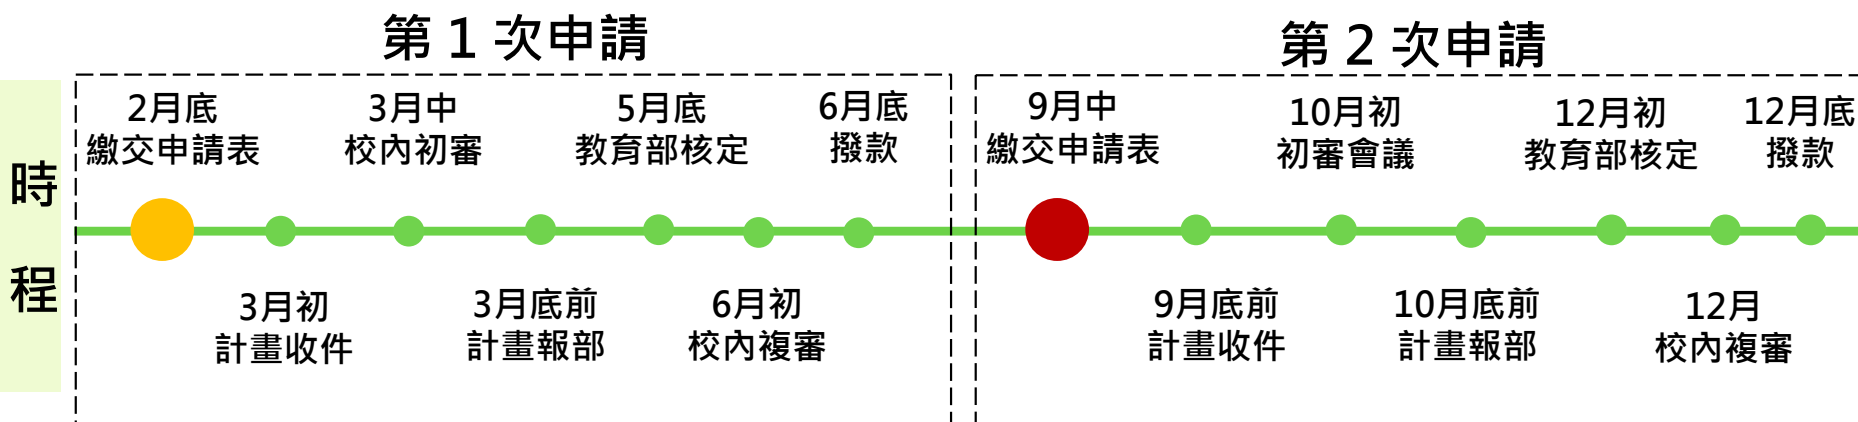 第 1 次申請
第 2 次申請
時
程
2月底
繳交申請表
3月初
計畫收件
3月中
校內初審
3月底前
計畫報部
5月底
教育部核定
6月初
校內複審
6月底
撥款
9月中
繳交申請表
9月底前
計畫收件
10月初
初審會議
10月底前
計畫報部
12月初
教育部核定
12月
校內複審
12月底
撥款